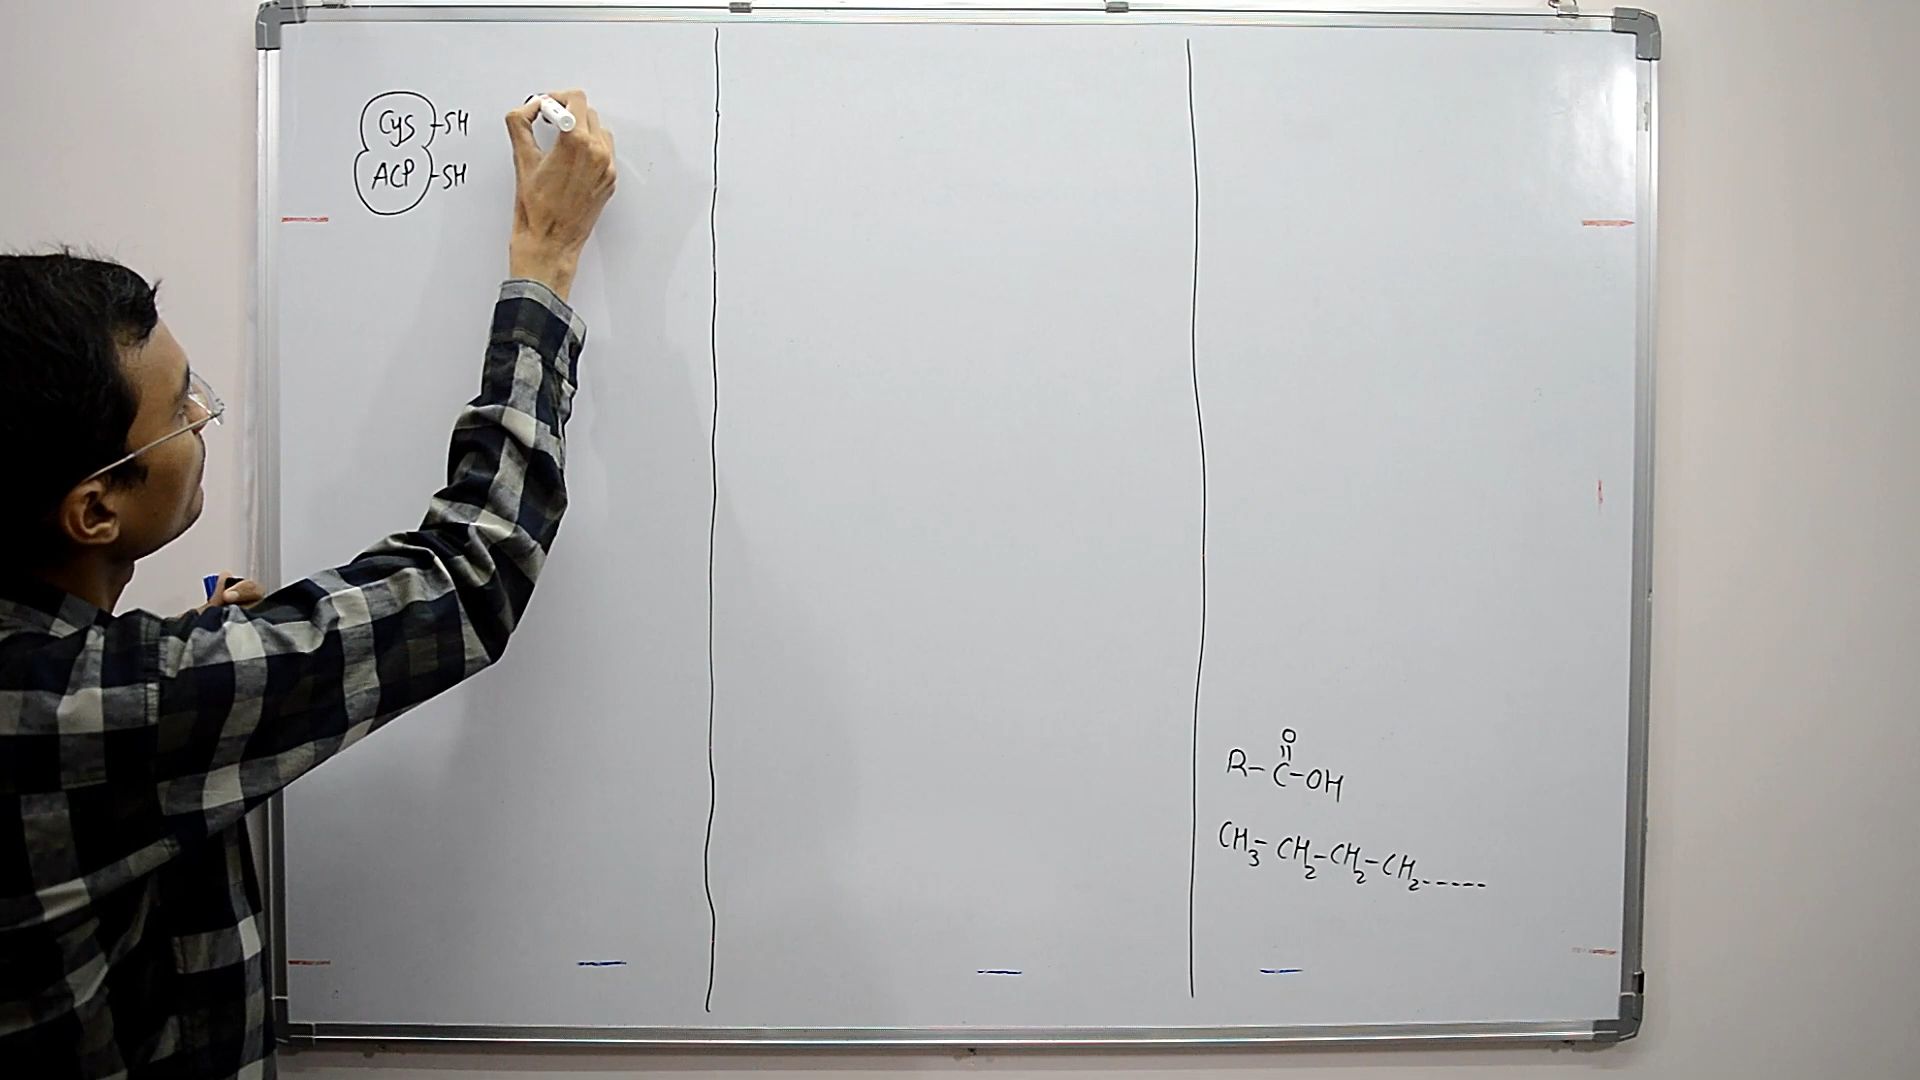 Cys-SH
ACP-SH
O
||
R-C-OH
CH3-CH2-CH2-CH2-----